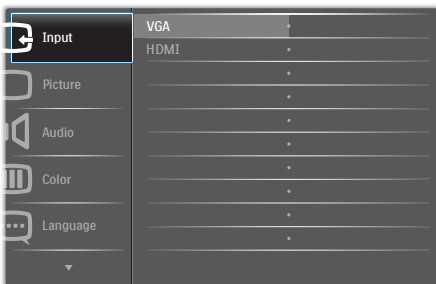 Input
VGA
HDMI
Picture
Audio
Color
Language